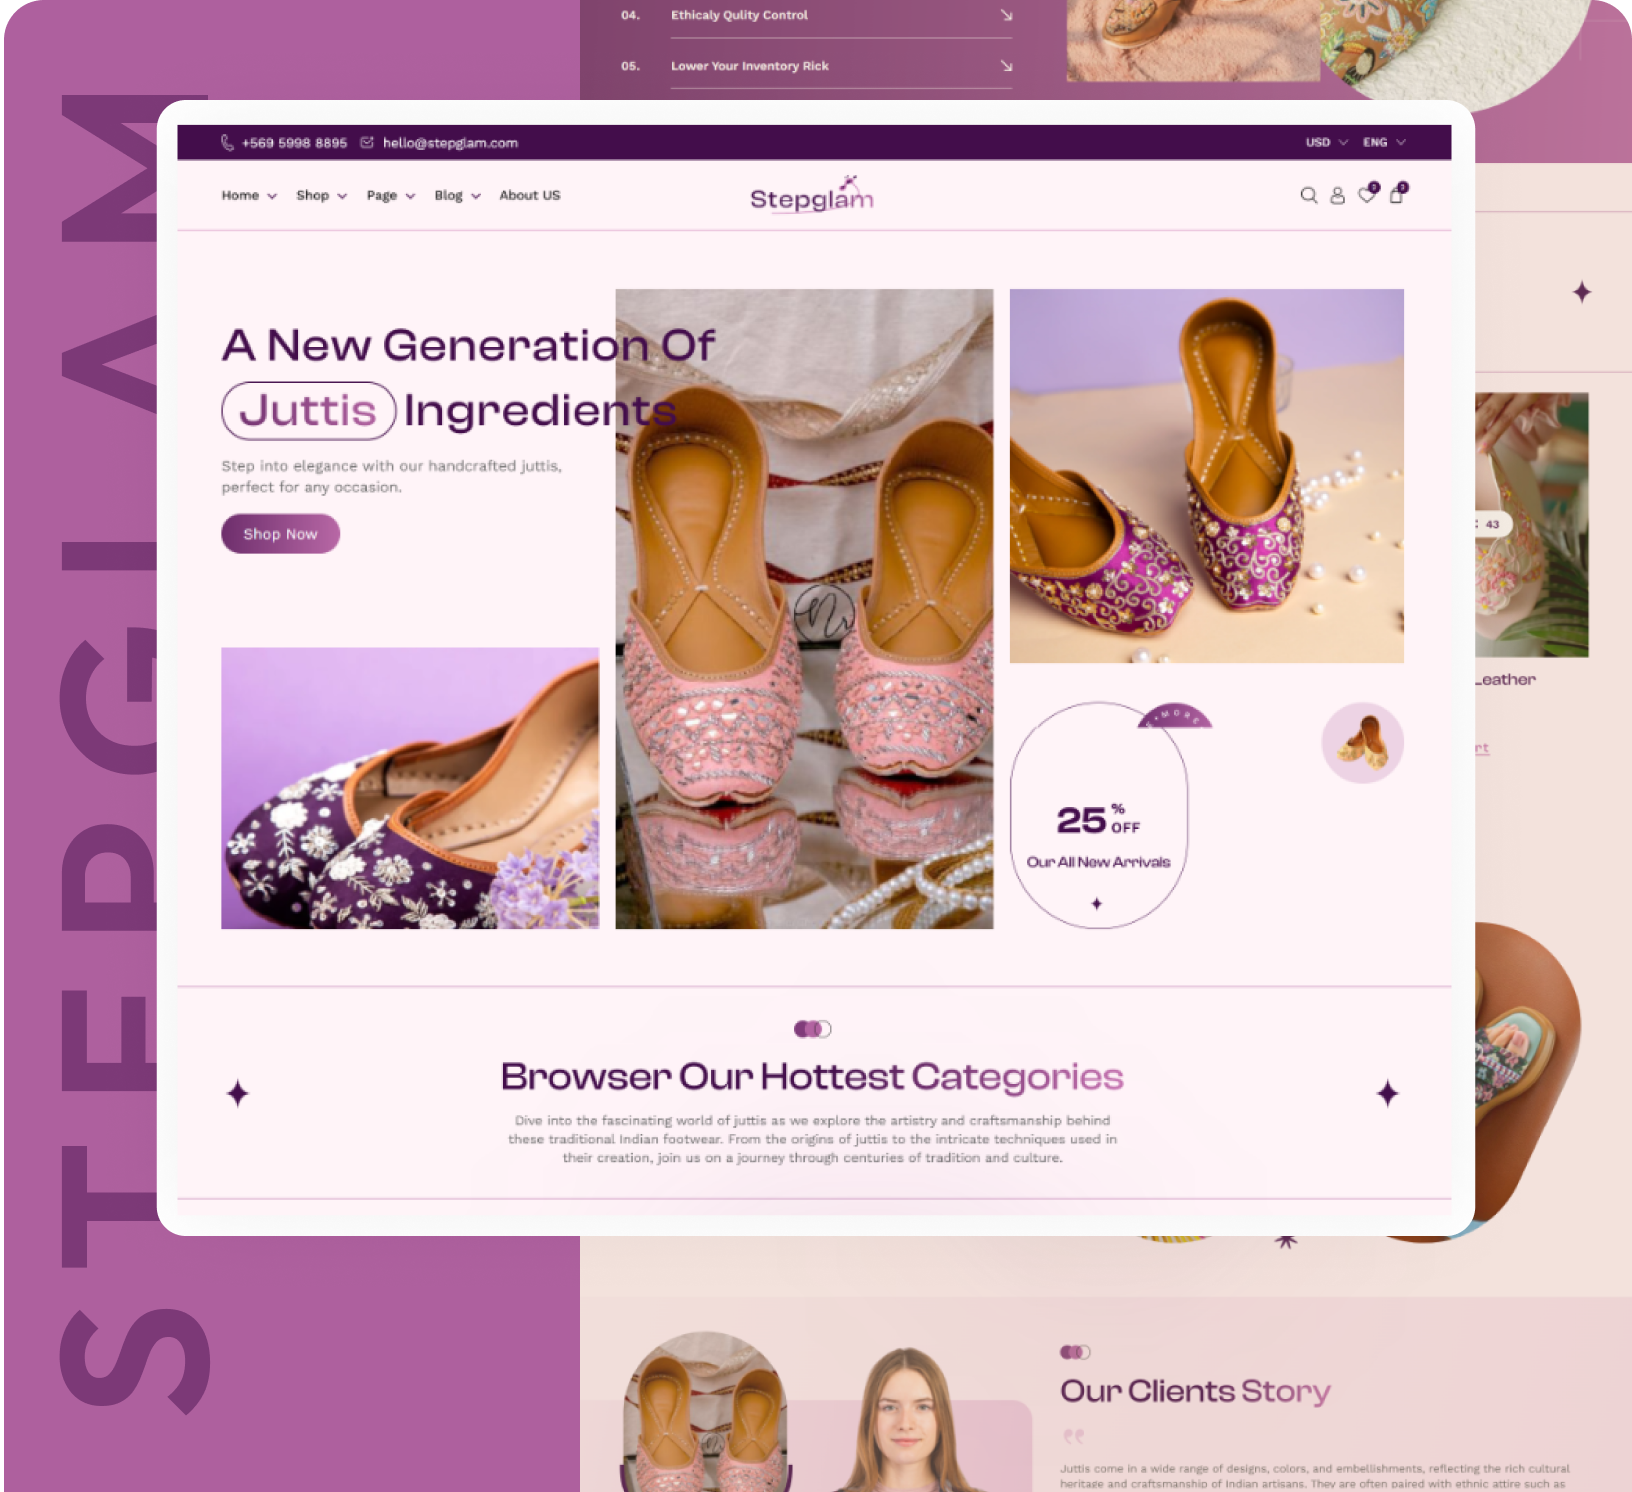 04. Ethicaly Qulity Control
05. Lower Your Inventory Rick
STEPGLAM
+569 5998 8895 hello@stepglam.com USD ENG
Home Shop Page Blog About US
Stepglam
A New Generation Of
Juttis Ingredients
Step into elegance with our handcrafted juttis,
perfect for any occasion.
Shop Now
MORE
25 % OFF
Our All New Arrivals
: 43
Leather
rt
Browser Our Hottest Categories
Dive into the fascinating world of juttis as we explore the artistry and craftsmanship behind
these traditional Indian footwear. From the origins of juttis to the intricate techniques used in
their creation, join us on a journey through centuries of tradition and culture.
Our Clients Story
Juttis come in a wide range of designs, colors, and embellishments, reflecting the rich cultural
heritage and craftsmanship of Indian artisans. They are often paired with ethnic attire such as